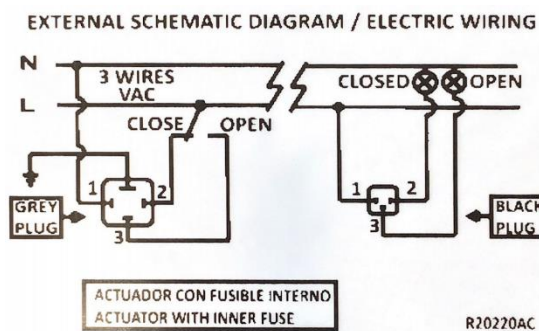 EXTERNAL SCHEMATIC DIAGRAM / ELECTRIC WIRING
N
3 WIRES
VAC
L
CLOSE OPEN
CLOSED OPEN
1 2
3
GREY
PLUG
1 2
3
BLACK
PLUG
ACTUADOR CON FUSIBLE INTERNO
ACTUATOR WITH INNER FUSE
R20220AC